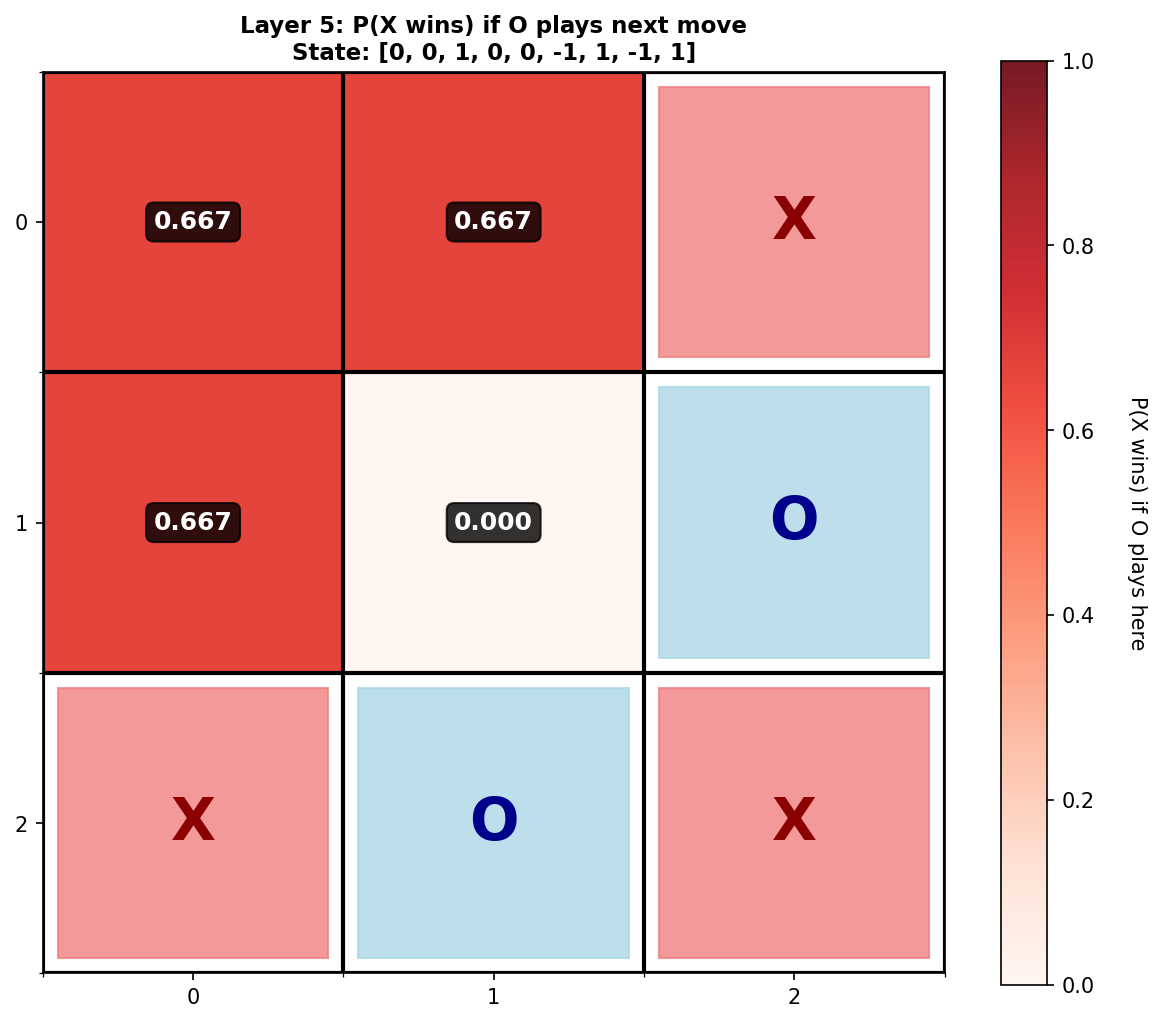 Layer 5: P(X wins) if O plays next move
State: [0, 0, 1, 0, 0, -1, 1, -1, 1]
0 0.667 0.667 X
1 0.667 0.000 O
2 X O X
0 1 2
1.0
0.8
0.6
0.4
0.2
0.0
P(X wins) if O plays here